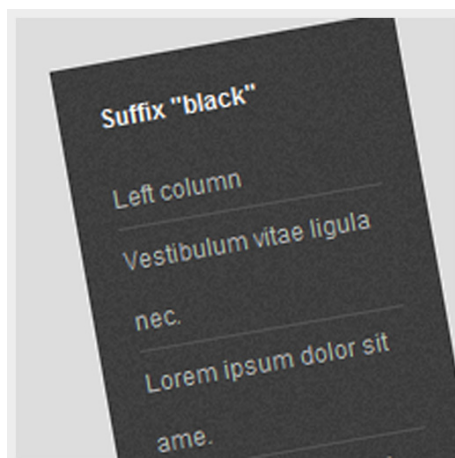 Suffix "black"
Left column
Vestibulum vitae ligula
nec.
Lorem ipsum dolor sit
ame.